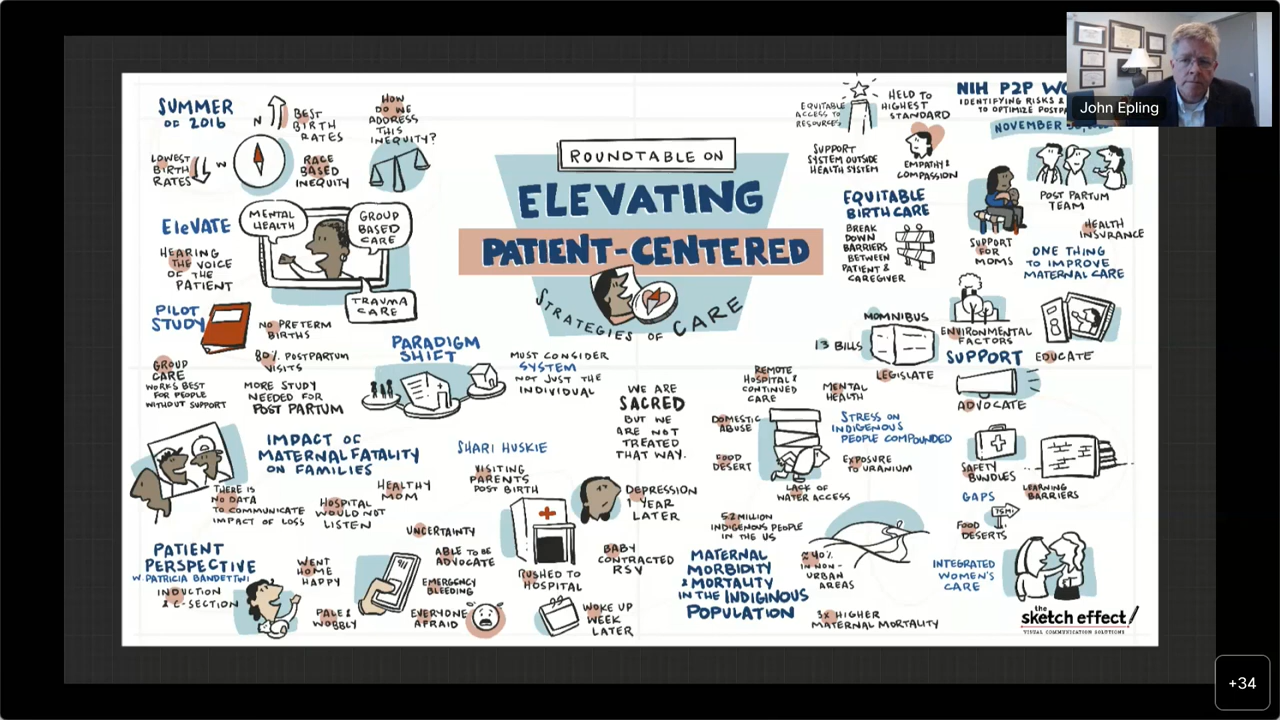 John Epling
+34
SUMMER
OF 2016
N
BEST
BIRTH
RATES
HOW
DO WE
ADDRESS
THIS
INEQUITY?
LOWEST
BIRTH
RATES
W
RACE
BASED
INEQUITY
ELEVATE
HEARING
THE VOICE
OF THE
PATIENT
MENTAL
HEALTH
GROUP
BASED
CARE
TRAUMA
CARE
PILOT
STUDY
NO PRETERM
BIRTHS
80% POSTPARTUM
VISITS
GROUP
CARE
WORKS BEST
FOR PEOPLE
WITHOUT SUPPORT
MORE STUDY
NEEDED FOR
POST PARTUM
PARADIGM
SHIFT
MUST CONSIDER
SYSTEM
NOT JUST THE
INDIVIDUAL
ROUNDTABLE ON
ELEVATING
PATIENT-CENTERED
STRATEGIES OF CARE
EQUITABLE
ACCESS TO
RESOURCES
HELD TO
HIGHEST
STANDARD
SUPPORT
SYSTEM OUTSIDE
HEALTH SYSTEM
EMPATHY &
COMPASSION
EQUITABLE
BIRTH CARE
BREAK
DOWN
BARRIERS
BETWEEN
PATIENT &
CAREGIVER
NIH P2P
IDENTIFYING RISKS &
TO OPTIMIZE
NOVEMBER
POST PARTUM
TEAM
SUPPORT
FOR
MOMS
HEALTH
INSURANCE
ONE THING
TO IMPROVE
MATERNAL CARE
ENVIRONMENTAL
FACTORS
EDUCATE
MOMNIBUS
13 BILLS
LEGISLATE
SUPPORT
ADVOCATE
SAFETY
BUNDLES
LEARNING
BARRIERS
GAPS
75MI
FOOD
DESERTS
INTEGRATED
WOMEN'S
CARE
WE ARE
SACRED
BUT WE
ARE NOT
TREATED
THAT WAY.
REMOTE
HOSPITAL &
CONTINUED
CARE
MENTAL
HEALTH
DOMESTIC
ABUSE
STRESS ON
INDIGENOUS
PEOPLE COMPOUNDED
FOOD
DESERT
EXPOSURE
TO URANIUM
LACK OF
WATER ACCESS
5.2 MILLION
INDIGENOUS PEOPLE
IN THE US
MATERNAL
MORBIDITY
& MORTALITY
IN THE INDIGINOUS
POPULATION
≈ 40%
IN NON-
URBAN
AREAS
3X HIGHER
MATERNAL MORTALITY
IMPACT OF
MATERNAL FATALITY
ON FAMILIES
THERE IS
NO DATA
TO COMMUNICATE
IMPACT OF LOSS
SHARI HUSKIE
VISITING
PARENTS
POST BIRTH
HEALTHY
MOM
HOSPITAL
WOULD NOT
LISTEN
DEPRESSION
1 YEAR
LATER
RUSHED TO
HOSPITAL
BABY
CONTRACTED
RSV
WOKE UP
WEEK
LATER
PATIENT
PERSPECTIVE
INDUCTION
& C-SECTION
WENT
HOME
HAPPY
PALE &
WOBBLY
UNCERTAINTY
ABLE TO BE
ADVOCATE
911
EMERGENCY
BLEEDING
EVERYONE
AFRAID
the
sketch effect!
VISUAL COMMUNICATION SOLUTIONS